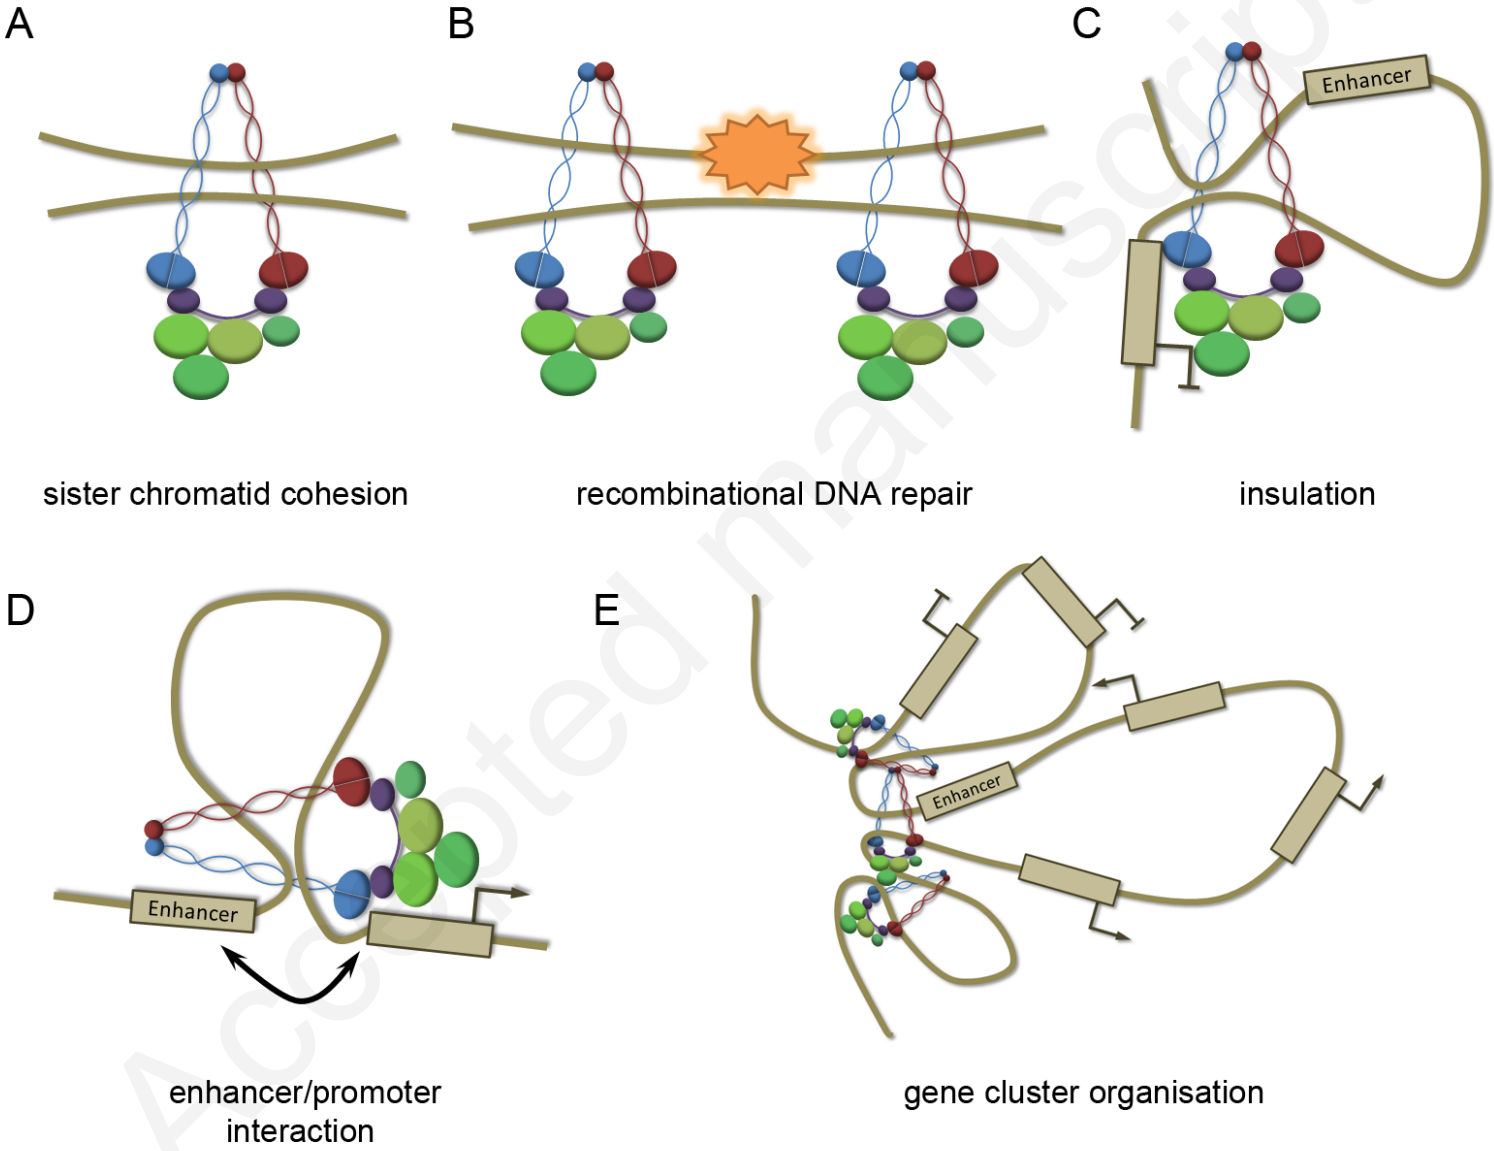 A
B
C
Enhancer
sister chromatid cohesion
recombinational DNA repair
insulation
D
E
Enhancer
Enhancer
enhancer/promoter
interaction
gene cluster organisation
Accepted manuscript